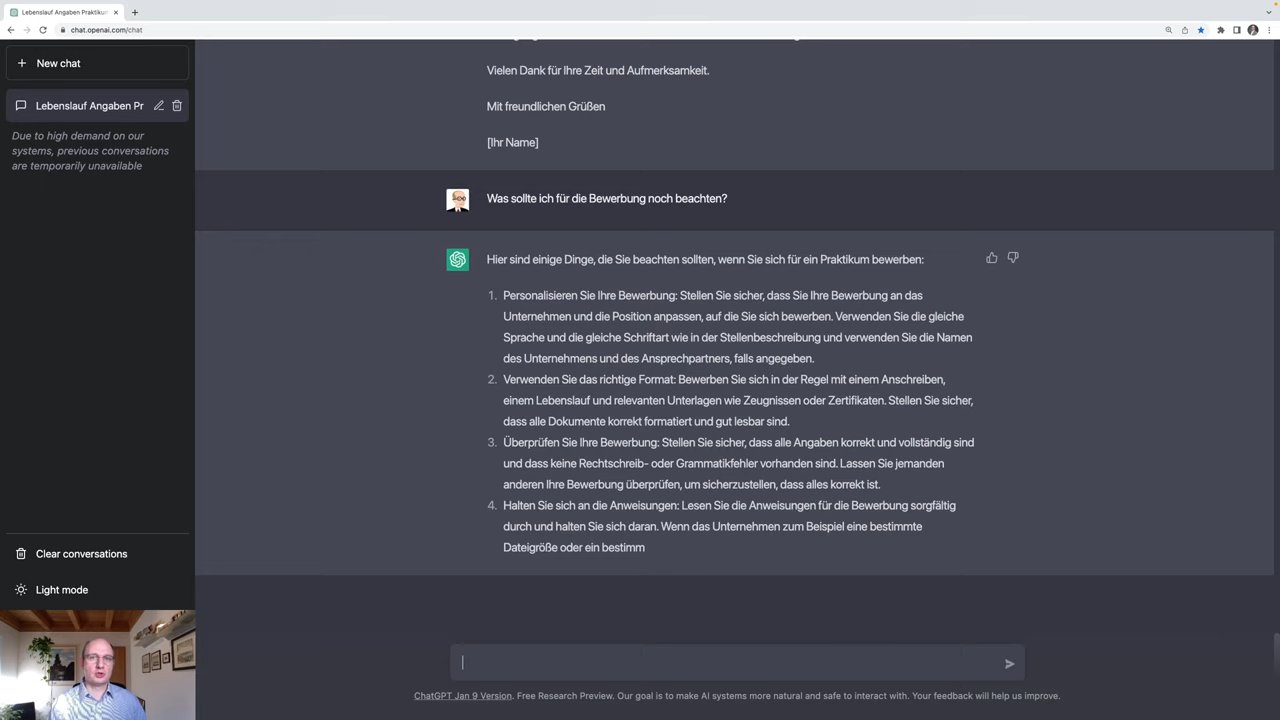 Lebenslauf Angaben Praktikum
chat.openai.com/chat
New chat
Lebenslauf Angaben Pr
Due to high demand on our
systems, previous conversations
are temporarily unavailable
Vielen Dank für Ihre Zeit und Aufmerksamkeit.
Mit freundlichen Grüßen
[Ihr Name]
Was sollte ich für die Bewerbung noch beachten?
Hier sind einige Dinge, die Sie beachten sollten, wenn Sie sich für ein Praktikum bewerben:
1. Personalisieren Sie Ihre Bewerbung: Stellen Sie sicher, dass Sie Ihre Bewerbung an das
Unternehmen und die Position anpassen, auf die Sie sich bewerben. Verwenden Sie die gleiche
Sprache und die gleiche Schriftart wie in der Stellenbeschreibung und verwenden Sie die Namen
des Unternehmens und des Ansprechpartners, falls angegeben.
2. Verwenden Sie das richtige Format: Bewerben Sie sich in der Regel mit einem Anschreiben,
einem Lebenslauf und relevanten Unterlagen wie Zeugnissen oder Zertifikaten. Stellen Sie sicher,
dass alle Dokumente korrekt formatiert und gut lesbar sind.
3. Überprüfen Sie Ihre Bewerbung: Stellen Sie sicher, dass alle Angaben korrekt und vollständig sind
und dass keine Rechtschreib- oder Grammatikfehler vorhanden sind. Lassen Sie jemanden
anderen Ihre Bewerbung überprüfen, um sicherzustellen, dass alles korrekt ist.
4. Halten Sie sich an die Anweisungen: Lesen Sie die Anweisungen für die Bewerbung sorgfältig
durch und halten Sie sich daran. Wenn das Unternehmen zum Beispiel eine bestimmte
Dateigröße oder ein bestimm
Clear conversations
Light mode
ChatGPT Jan 9 Version. Free Research Preview. Our goal is to make AI systems more natural and safe to interact with. Your feedback will help us improve.